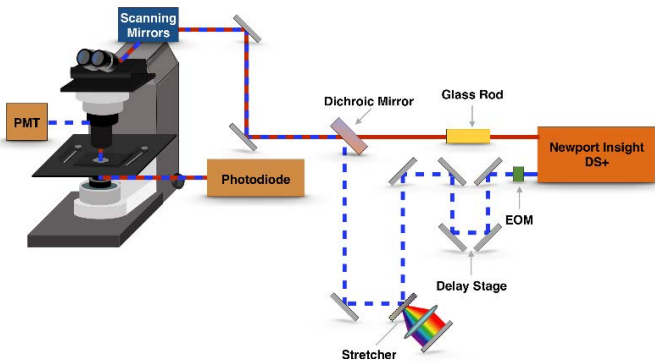 Scanning
Mirrors
PMT
Dichroic Mirror
Glass Rod
Newport Insight
DS+
Photodiode
EOM
Delay Stage
Stretcher